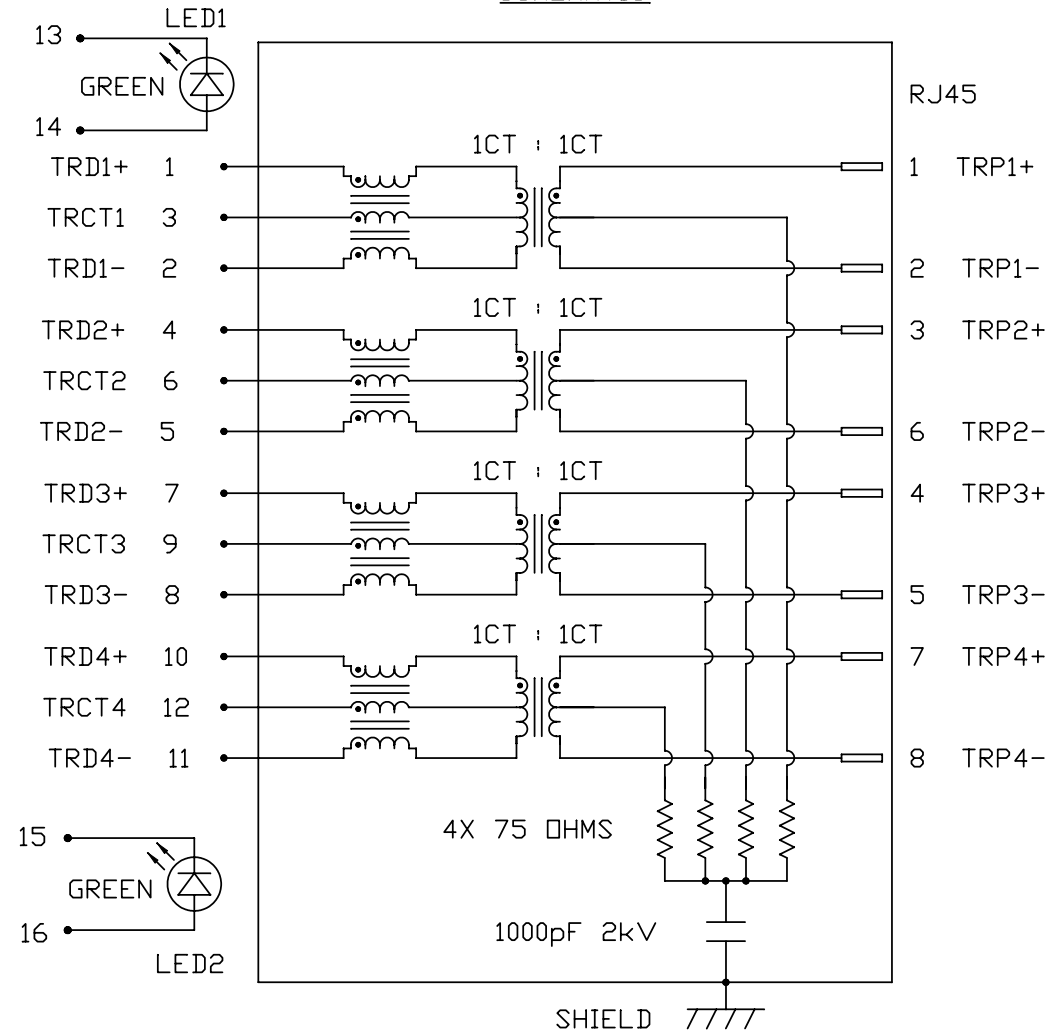 LED1
13
GREEN
14
RJ45
1CT : 1CT
TRD1+ 1
1 TRP1+
TRCT1 3
TRD1- 2
2 TRP1-
1CT : 1CT
TRD2+ 4
3 TRP2+
TRCT2 6
TRD2- 5
6 TRP2-
1CT : 1CT
TRD3+ 7
4 TRP3+
TRCT3 9
TRD3- 8
5 TRP3-
1CT : 1CT
TRD4+ 10
7 TRP4+
TRCT4 12
TRD4- 11
8 TRP4-
4X 75 OHMS
15
GREEN
16
LED2
1000pF 2kV
SHIELD